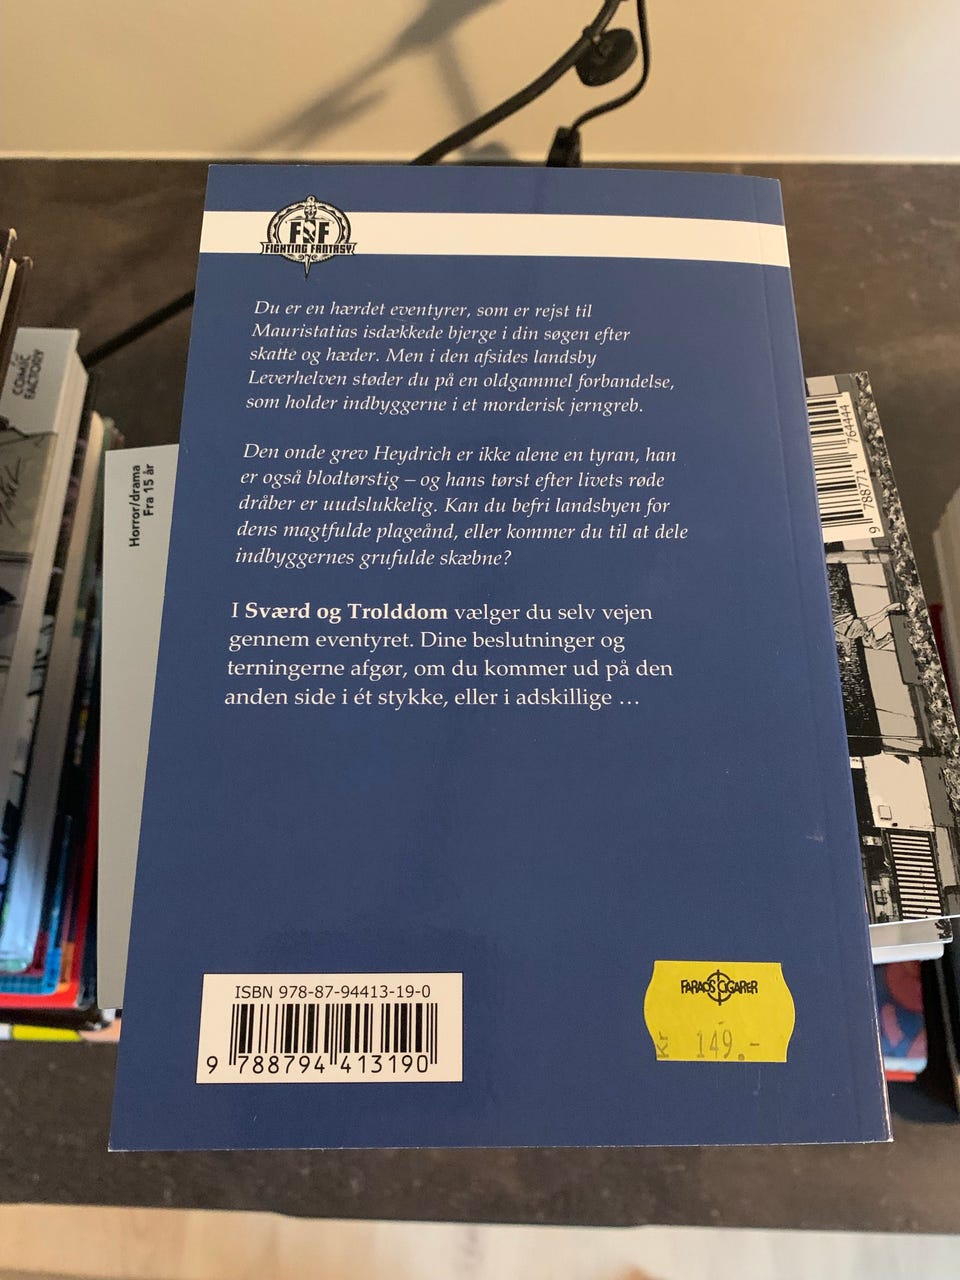 F F
FIGHTING FANTASY
Du er en hærdet eventyrer, som er rejst til
Mauristatias isdækkede bjerge i din søgen efter
skatte og hæder. Men i den afsides landsby
Leverhelven støder du på en oldgammel forbandelse,
som holder indbyggerne i et morderisk jerngreb.
Den onde grev Heydrich er ikke alene en tyran, han
er også blodtørstig – og hans tørst efter livets røde
dråber er uudslukkelig. Kan du befri landsbyen for
dens magtfulde plageånd, eller kommer du til at dele
indbyggernes grufulde skæbne?
I Sværd og Trolddom vælger du selv vejen
gennem eventyret. Dine beslutninger og
terningerne afgør, om du kommer ud på den
anden side i ét stykke, eller i adskillige …
ISBN 978-87-94413-19-0
9 788794 413190
FARAOS CIGARER
Kr 149.-
COMIC
FACTORY
Horror/drama
Fra 15 år
9 788771 764444